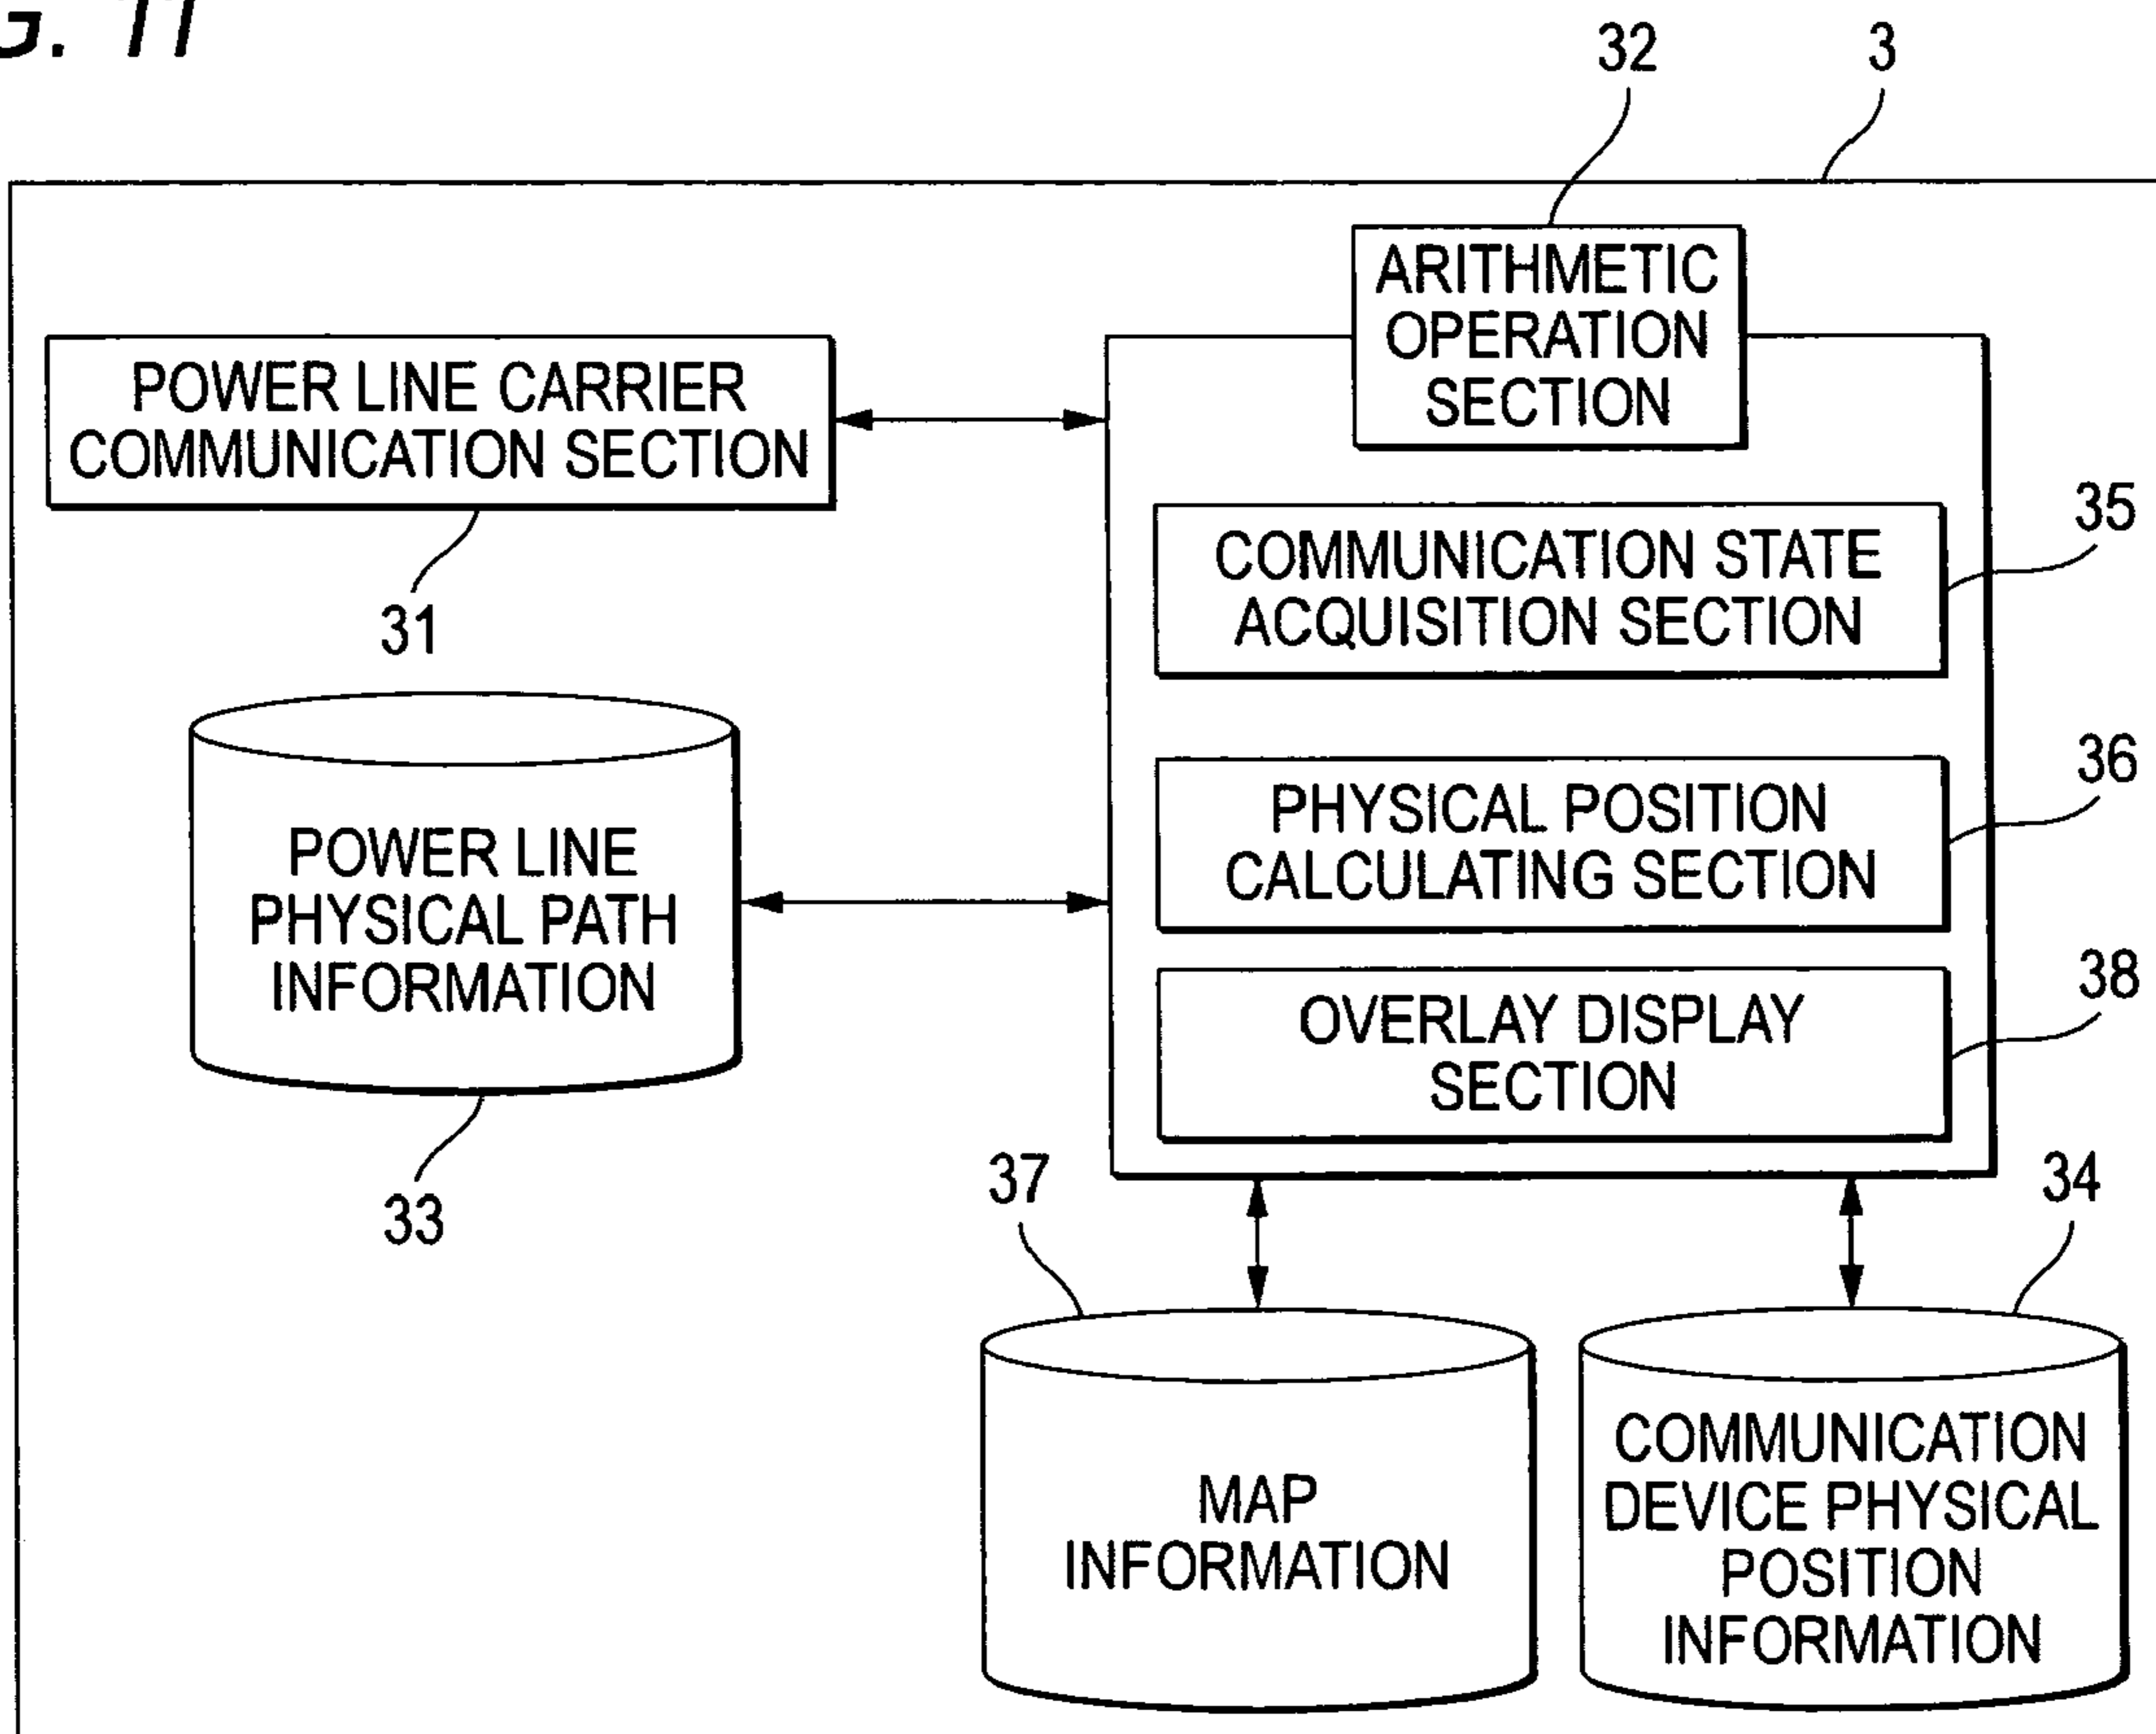 G. 11
32
3
ARITHMETIC
OPERATION
SECTION
POWER LINE CARRIER
COMMUNICATION SECTION
31
COMMUNICATION STATE
ACQUISITION SECTION
35
PHYSICAL POSITION
CALCULATING SECTION
36
POWER LINE
PHYSICAL PATH
INFORMATION
33
OVERLAY DISPLAY
SECTION
38
37
34
MAP
INFORMATION
COMMUNICATION
DEVICE PHYSICAL
POSITION
INFORMATION